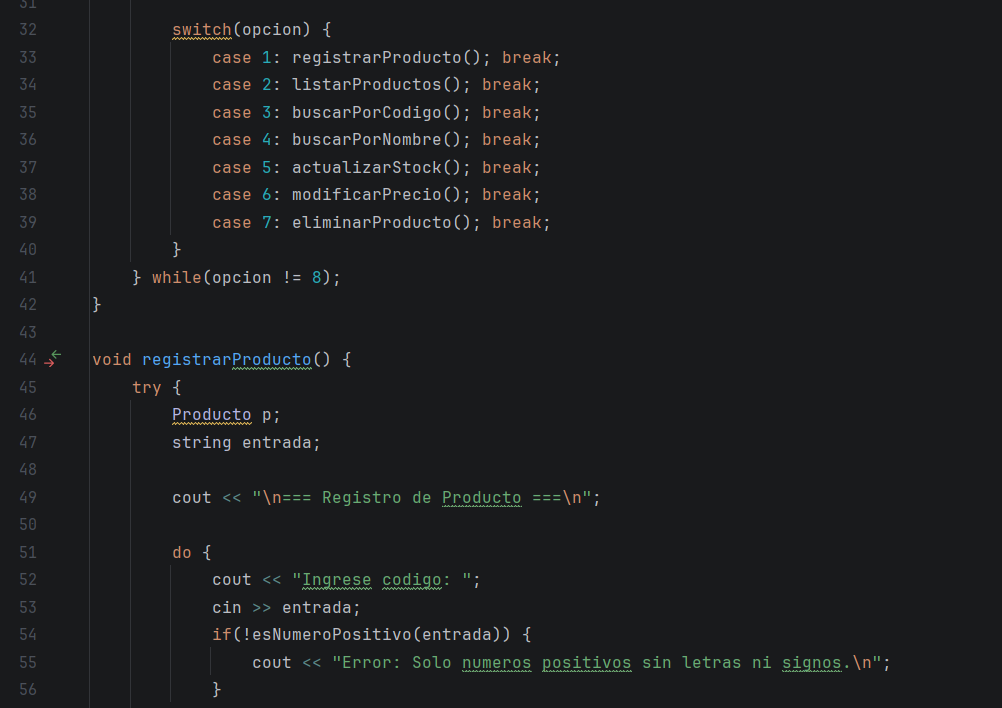 31
32 switch(opcion) {
33 case 1: registrarProducto(); break;
34 case 2: listarProductos(); break;
35 case 3: buscarPorCodigo(); break;
36 case 4: buscarPorNombre(); break;
37 case 5: actualizarStock(); break;
38 case 6: modificarPrecio(); break;
39 case 7: eliminarProducto(); break;
40 }
41 } while(opcion != 8);
42 }
43
44 void registrarProducto() {
45 try {
46 Producto p;
47 string entrada;
48
49 cout << "\n=== Registro de Producto ===\n";
50
51 do {
52 cout << "Ingrese codigo: ";
53 cin >> entrada;
54 if(!esNumeroPositivo(entrada)) {
55 cout << "Error: Solo numeros positivos sin letras ni signos.\n";
56 }